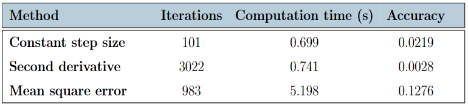 Method Iterations Computation time (s) Accuracy
Constant step size 101 0.699 0.0219
Second derivative 3022 0.741 0.0028
Mean square error 983 5.198 0.1276